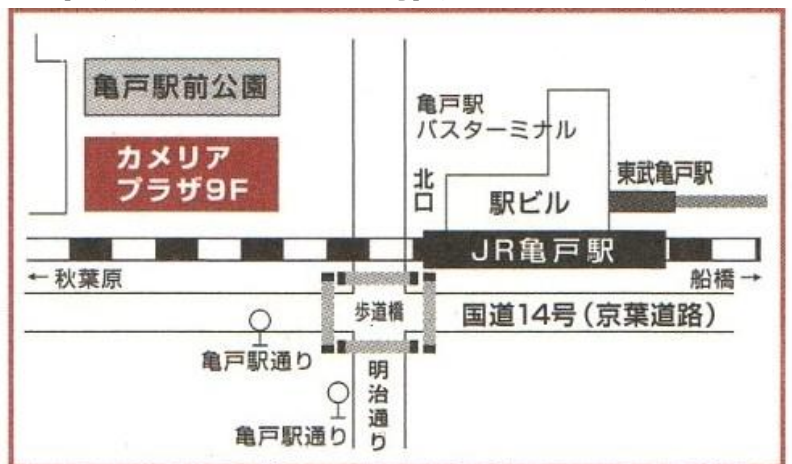 亀戸駅前公園
カメリア
プラザ9F
亀戸駅
バスターミナル
北口
駅ビル
東武亀戸駅
JR亀戸駅
←秋葉原
船橋→
歩道橋
国道14号(京葉道路)
亀戸駅通り
明治通り
亀戸駅通り